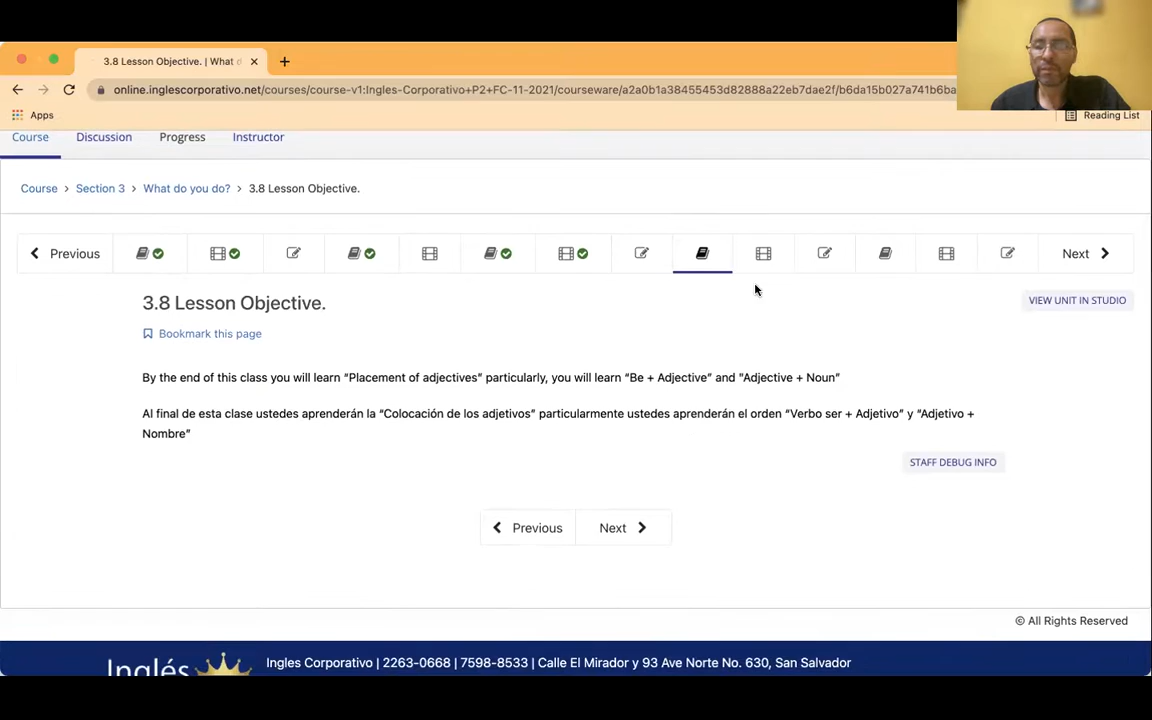 3.8 Lesson Objective. | What
online.inglescorporativo.net/courses/course-v1:Ingles-Corporativo+P2+FC-11-2021/courseware/a2a0b1a38455453d82888a22eb7dae2f/b6da15b027a741b6ba
Apps
Reading List
Course Discussion Progress Instructor
Course > Section 3 > What do you do? > 3.8 Lesson Objective.
Previous
Next
3.8 Lesson Objective.
VIEW UNIT IN STUDIO
Bookmark this page
By the end of this class you will learn “Placement of adjectives” particularly, you will learn “Be + Adjective” and "Adjective + Noun”
Al final de esta clase ustedes aprenderán la “Colocación de los adjetivos” particularmente ustedes aprenderán el orden “Verbo ser + Adjetivo” y “Adjetivo +
Nombre”
STAFF DEBUG INFO
Previous Next
© All Rights Reserved
Inglés
Ingles Corporativo | 2263-0668 | 7598-8533 | Calle El Mirador y 93 Ave Norte No. 630, San Salvador